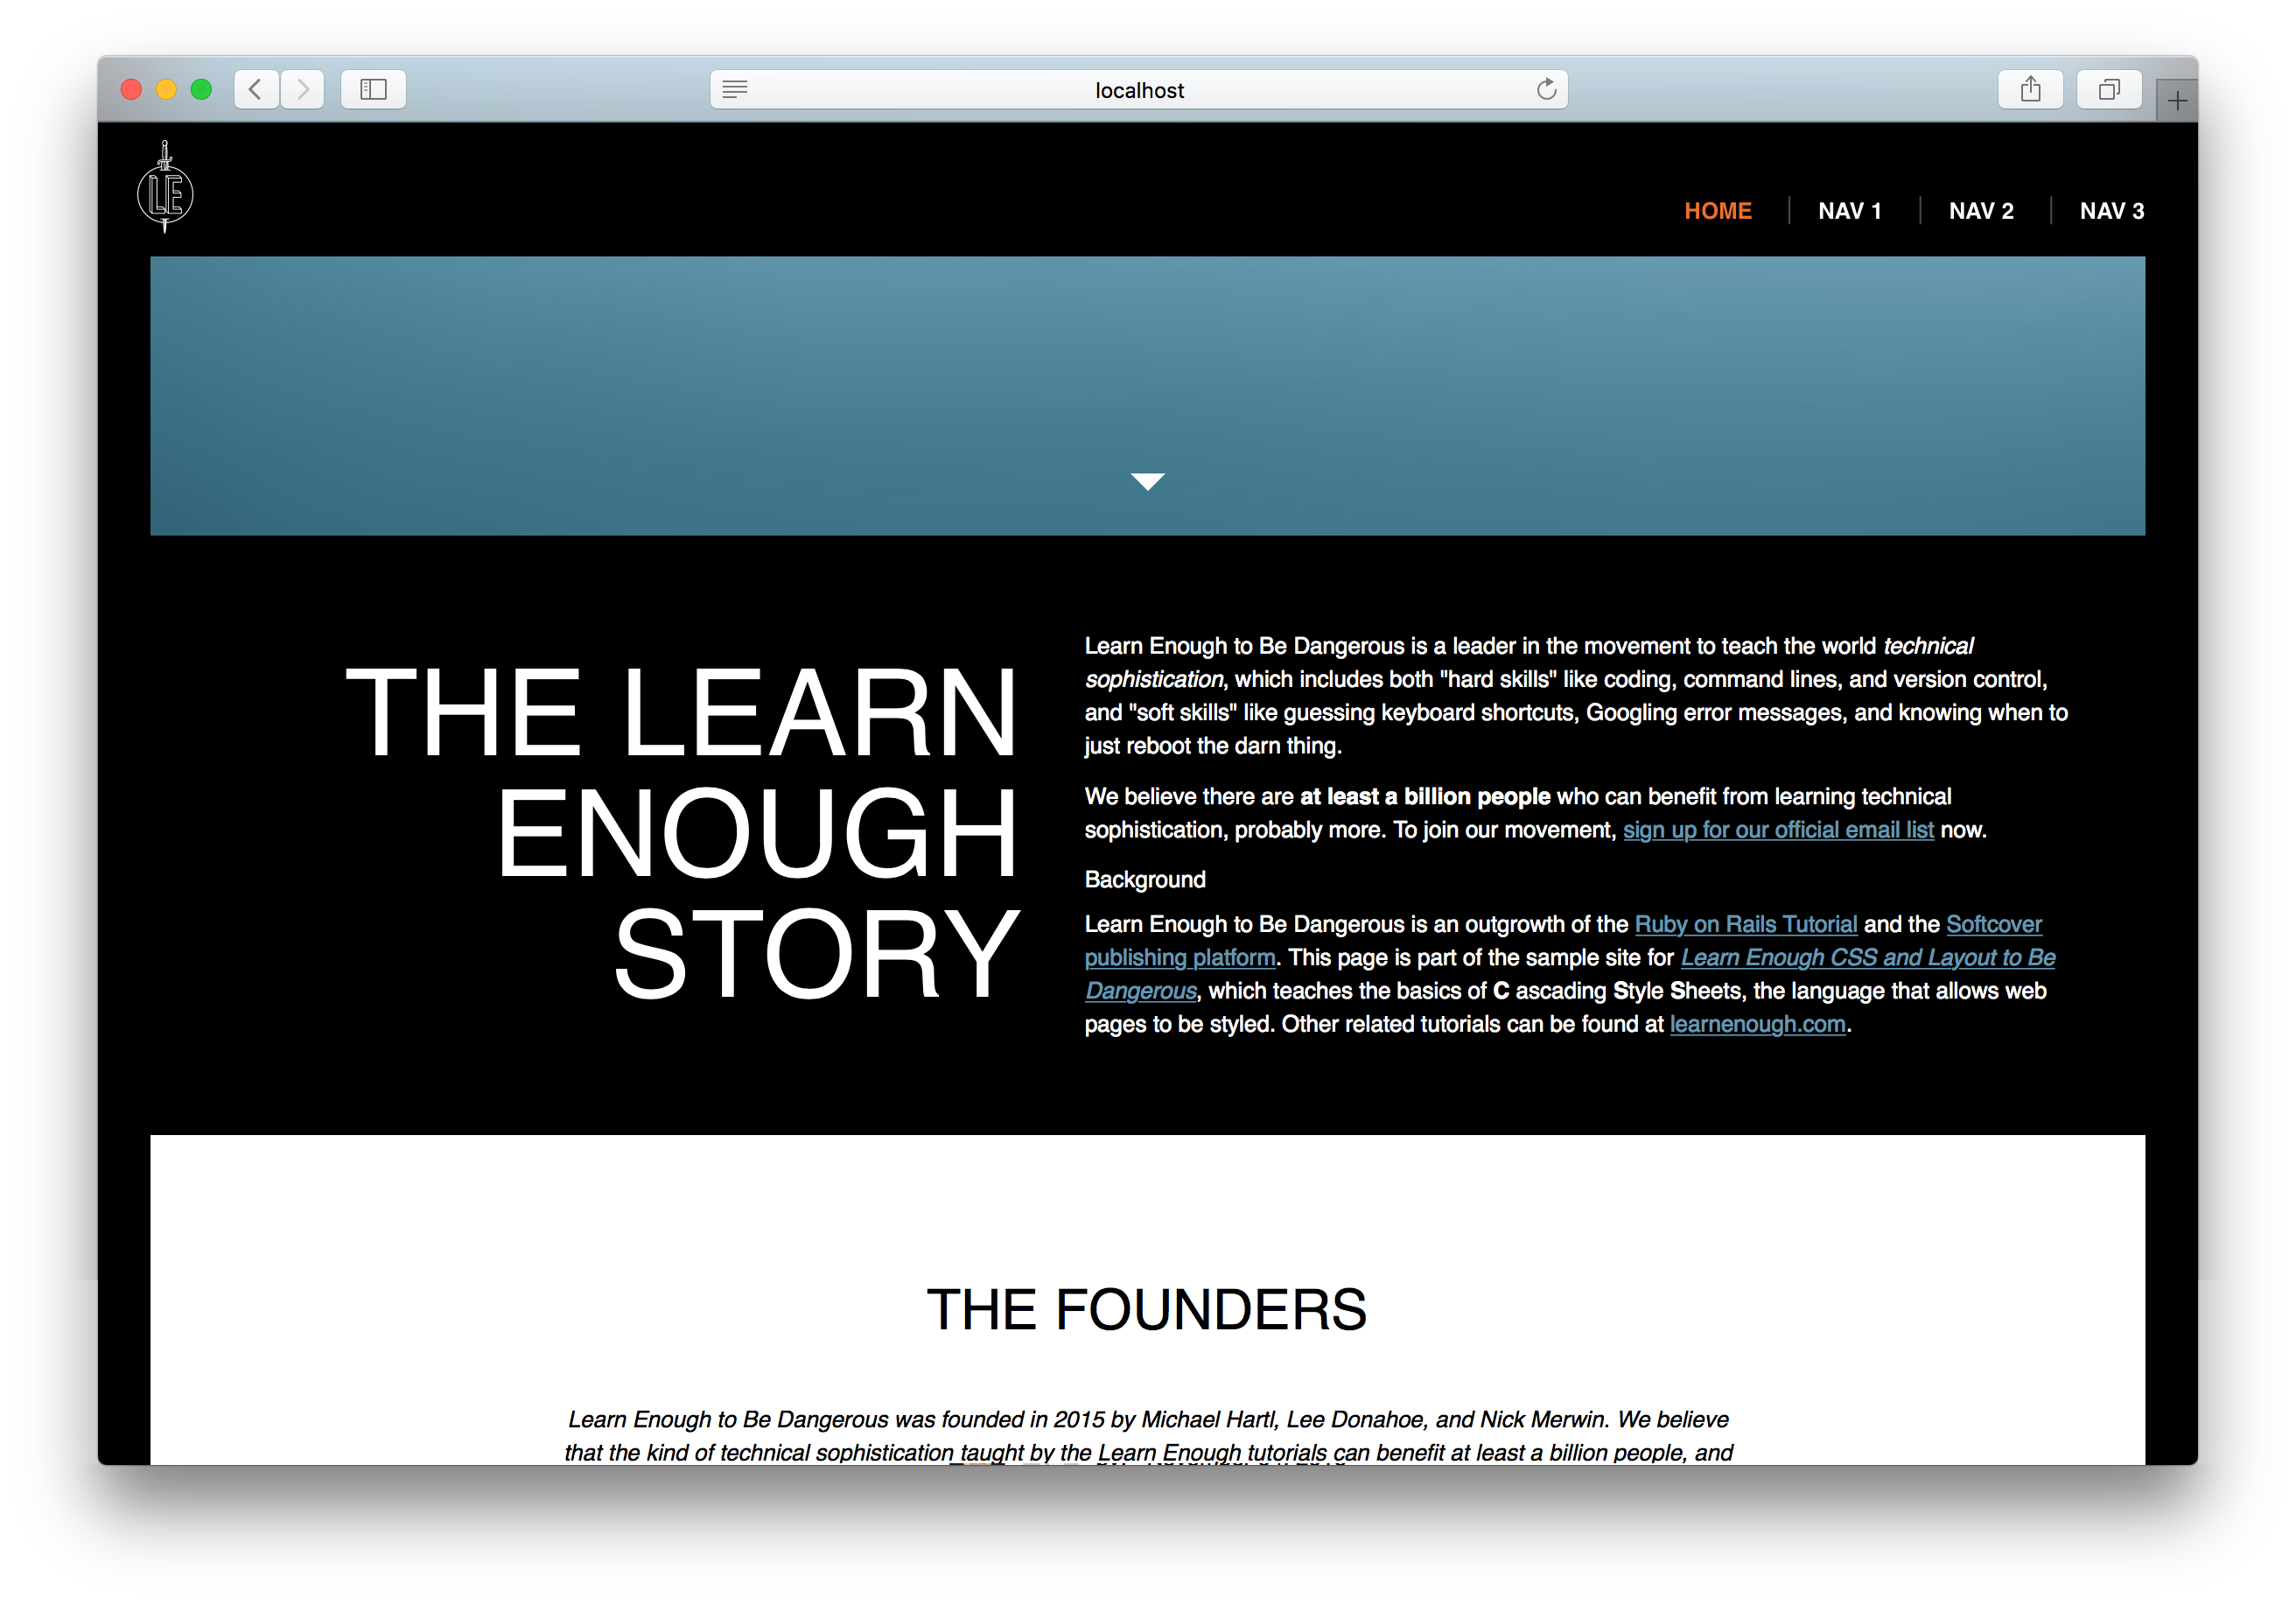 localhost
LE
HOME
NAV 1
NAV 2
NAV 3
THE LEARN
ENOUGH
STORY
Learn Enough to Be Dangerous is a leader in the movement to teach the world technical
sophistication, which includes both "hard skills" like coding, command lines, and version control,
and "soft skills" like guessing keyboard shortcuts, Googling error messages, and knowing when to
just reboot the darn thing.
We believe there are at least a billion people who can benefit from learning technical
sophistication, probably more. To join our movement, sign up for our official email list now.
Background
Learn Enough to Be Dangerous is an outgrowth of the Ruby on Rails Tutorial and the Softcover
publishing platform. This page is part of the sample site for Learn Enough CSS and Layout to Be
Dangerous, which teaches the basics of C ascading Style Sheets, the language that allows web
pages to be styled. Other related tutorials can be found at learnenough.com.
THE FOUNDERS
Learn Enough to Be Dangerous was founded in 2015 by Michael Hartl, Lee Donahoe, and Nick Merwin. We believe
that the kind of technical sophistication taught by the Learn Enough tutorials can benefit at least a billion people, and